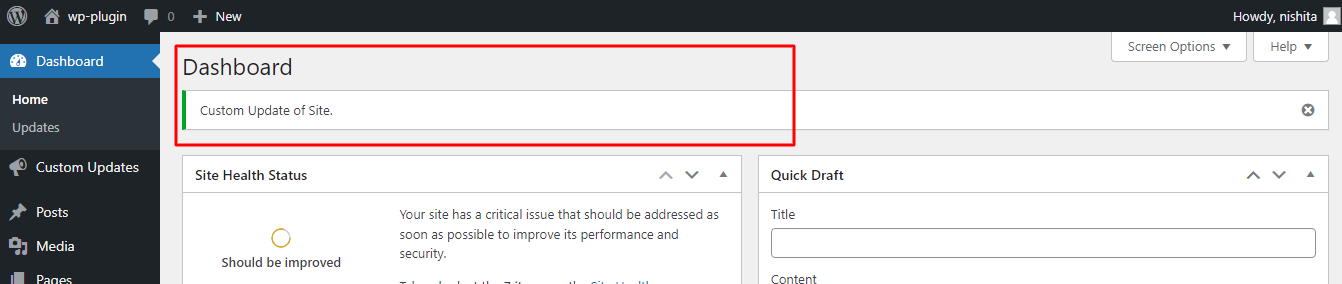 wp-plugin 0 New Howdy, nishita
Screen Options Help
Dashboard
Home
Updates
Custom Updates
Posts
Media
Pages
Dashboard
Custom Update of Site.
Site Health Status
Should be improved
Your site has a critical issue that should be addressed as
soon as possible to improve its performance and
security.
Quick Draft
Title
Content